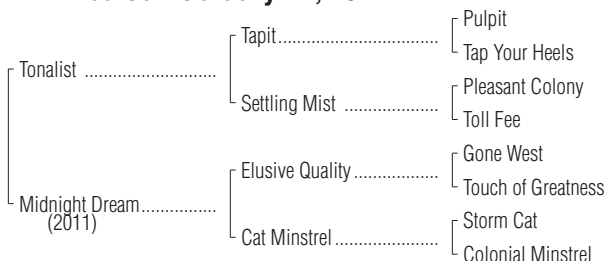 Pulpit
Tapit
Tap Your Heels
Tonalist
Pleasant Colony
Settling Mist
Toll Fee
Gone West
Elusive Quality
Touch of Greatness
Midnight Dream
(2011)
Storm Cat
Cat Minstrel
Colonial Minstrel